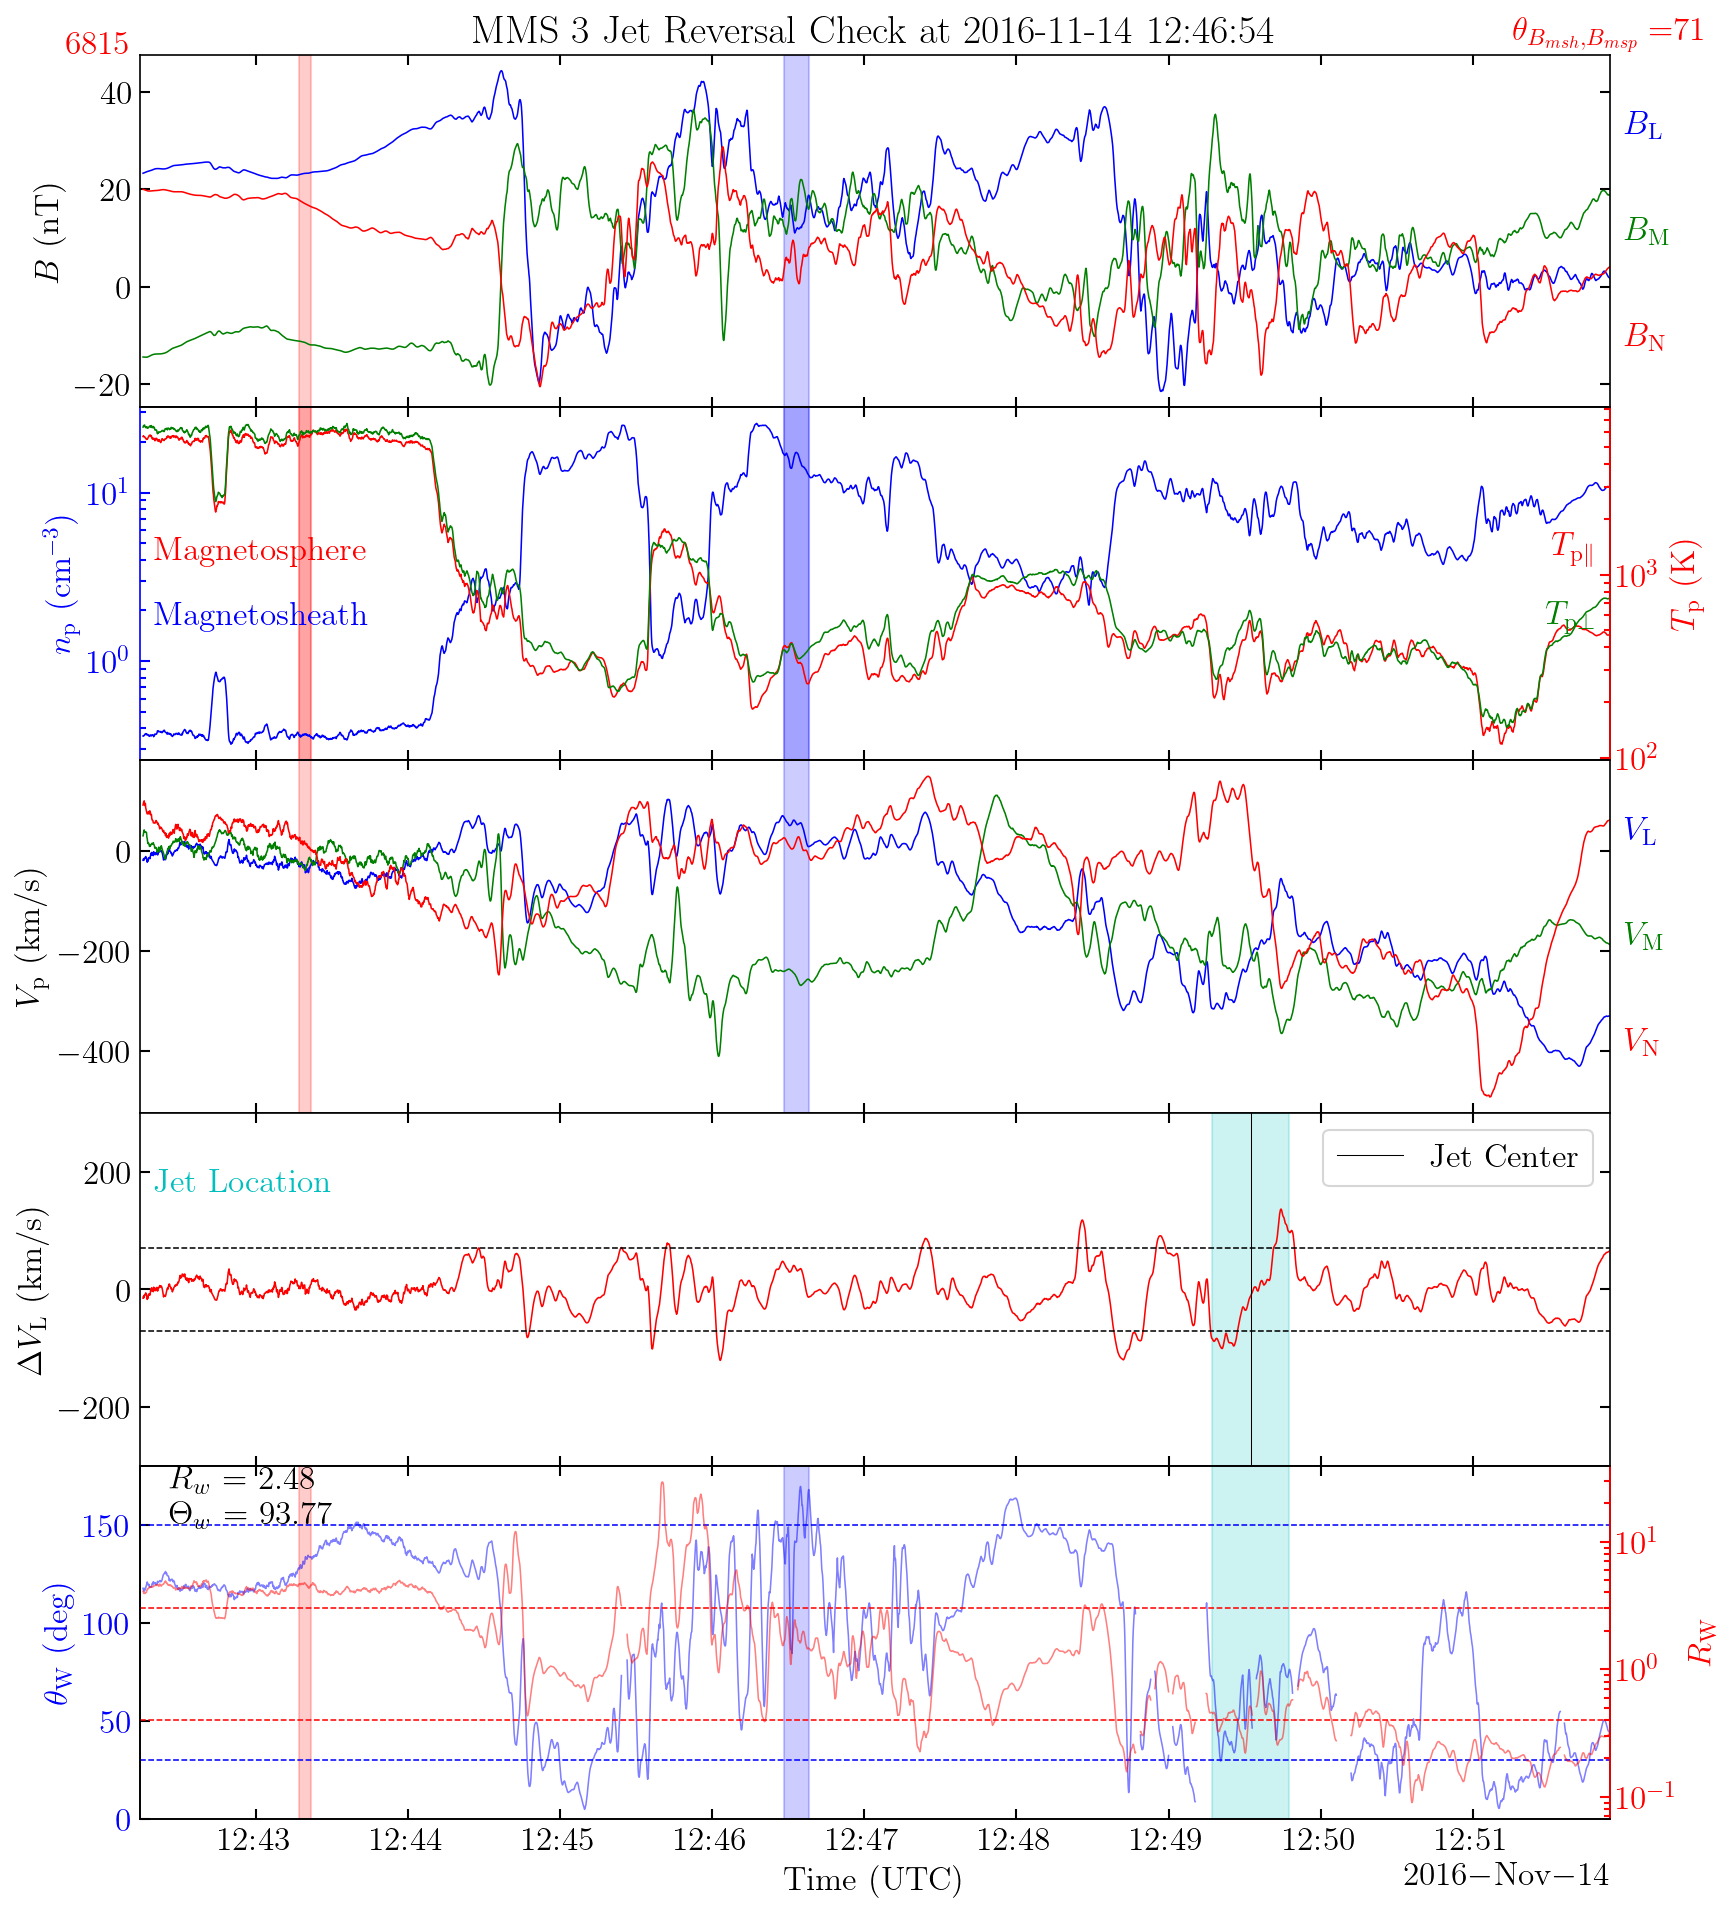 MMS 3 Jet Reversal Check at 2016-11-14 12:46:54
6815
θ_{B_{msh},B_{msp}} =71
B (nT)
40
20
0
−20
B_L
B_M
B_N
n_p (cm^{−3})
10^1
10^0
Magnetosphere
Magnetosheath
T_{p∥}
T_{p⊥}
10^3
10^2
T_p (K)
V_p (km/s)
0
−200
−400
V_L
V_M
V_N
ΔV_L (km/s)
200
0
−200
Jet Location
Jet Center
R_w = 2.48
Θ_w = 93.77
θ_W (deg)
150
100
50
0
10^1
10^0
10^{−1}
R_W
12:43 12:44 12:45 12:46 12:47 12:48 12:49 12:50 12:51
Time (UTC)
2016−Nov−14